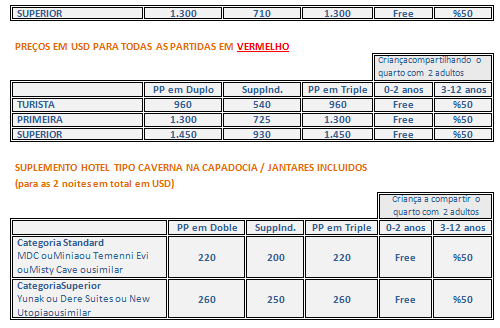 SUPERIOR 1.300 710 1.300 Free %50
PREÇOS EM USD PARA TODAS AS PARTIDAS EM VERMELHO
Criançacompartilhando o
quarto com 2 adultos
PP em Duplo SuppInd. PP em Triple 0-2 anos 3-12 anos
TURISTA 960 540 960 Free %50
PRIMEIRA 1.300 725 1.300 Free %50
SUPERIOR 1.450 930 1.450 Free %50
SUPLEMENTO HOTEL TIPO CAVERNA NA CAPADOCIA / JANTARES INCLUIDOS
(para as 2 noites em total em USD)
Criança a compartir o
quarto com 2 adultos
PP em Doble SuppInd. PP em Triple 0-2 anos 3-12 anos
Categoria Standard
MDC ouMiniaou Temenni Evi
ouMisty Cave ousimilar
220 200 220 Free %50
CategoriaSuperior
Yunak ou Dere Suites ou New
Utopiaousimilar
260 250 260 Free %50